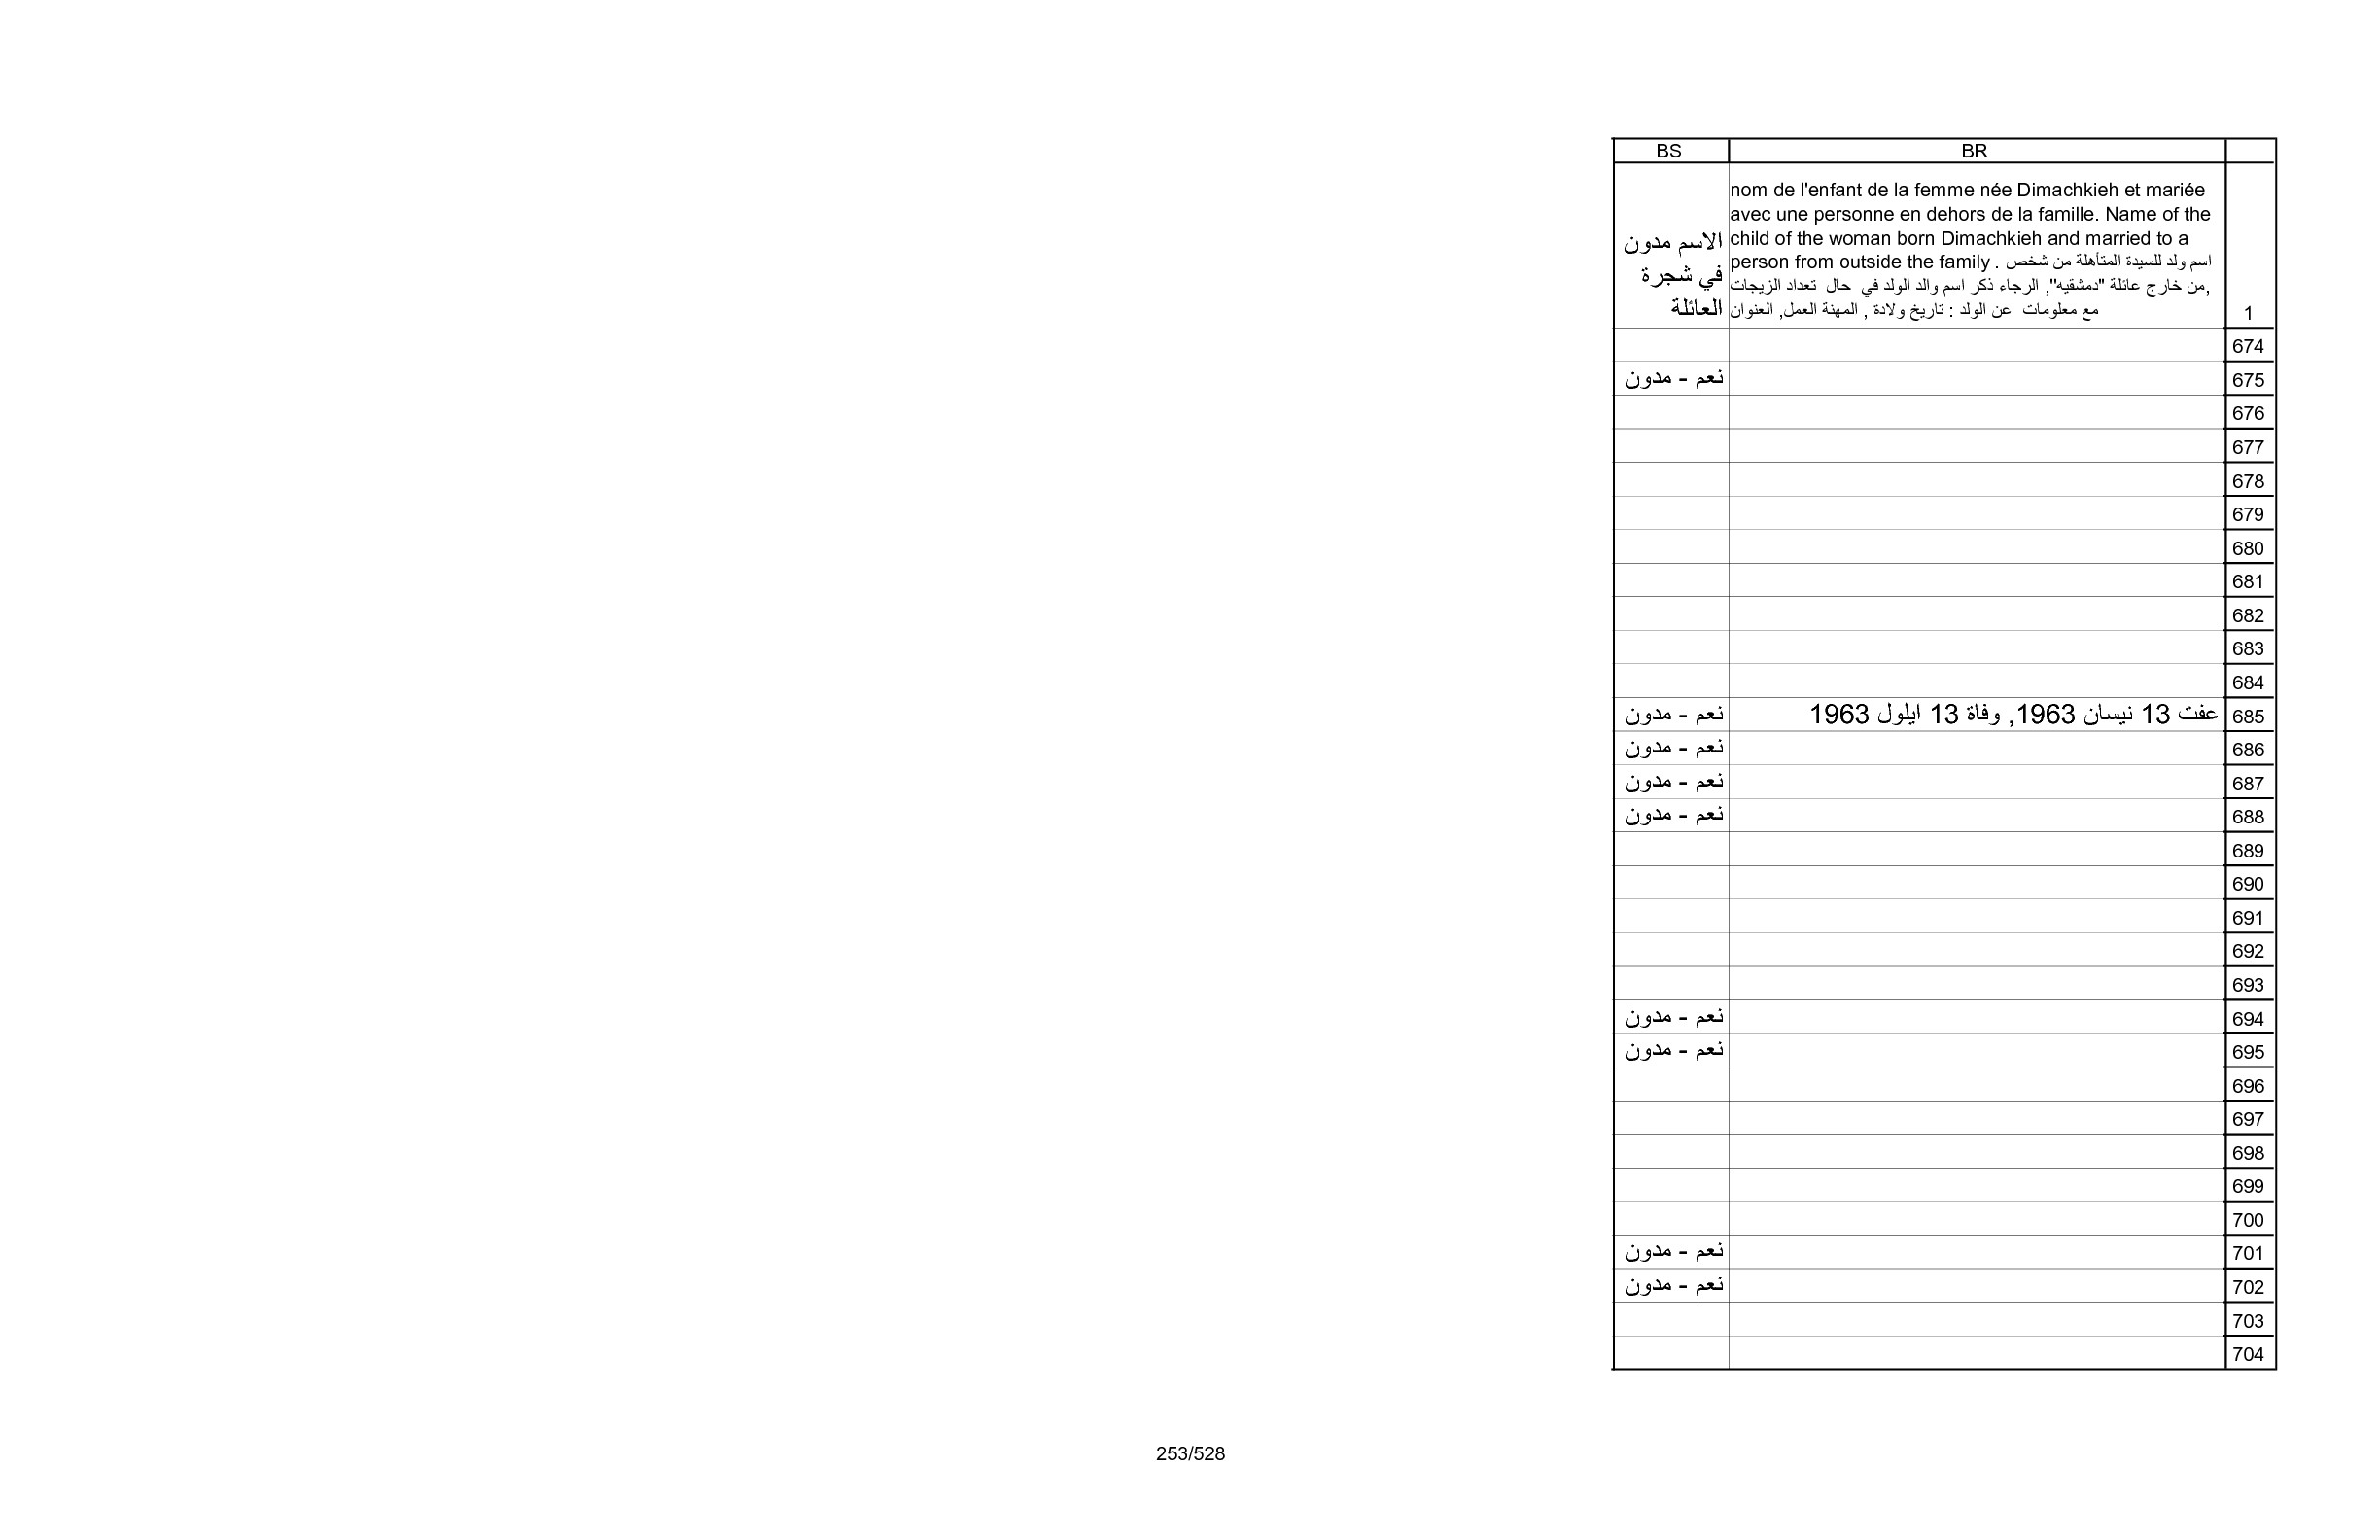 BR BS
1
nom de l'enfant de la femme née Dimachkieh et mariée
avec une personne en dehors de la famille. Name of the
child of the woman born Dimachkieh and married to a
person from outside the family . اسم ولد للسيدة المتأهلة من شخص
من خارج عائلة "دمشقيه", الرجاء ذكر اسم والد الولد في حال تعداد الزيجات,
مع معلومات عن الولد : تاريخ ولادة , المهنة العمل, العنوان
الاسم مدون
في شجرة
العائلة
674
675 نعم - مدون
676
677
678
679
680
681
682
683
684
685 عفت 13 نيسان 1963, وفاة 13 ايلول 1963 نعم - مدون
686 نعم - مدون
687 نعم - مدون
688 نعم - مدون
689
690
691
692
693
694 نعم - مدون
695 نعم - مدون
696
697
698
699
700
701 نعم - مدون
702 نعم - مدون
703
704
253/528